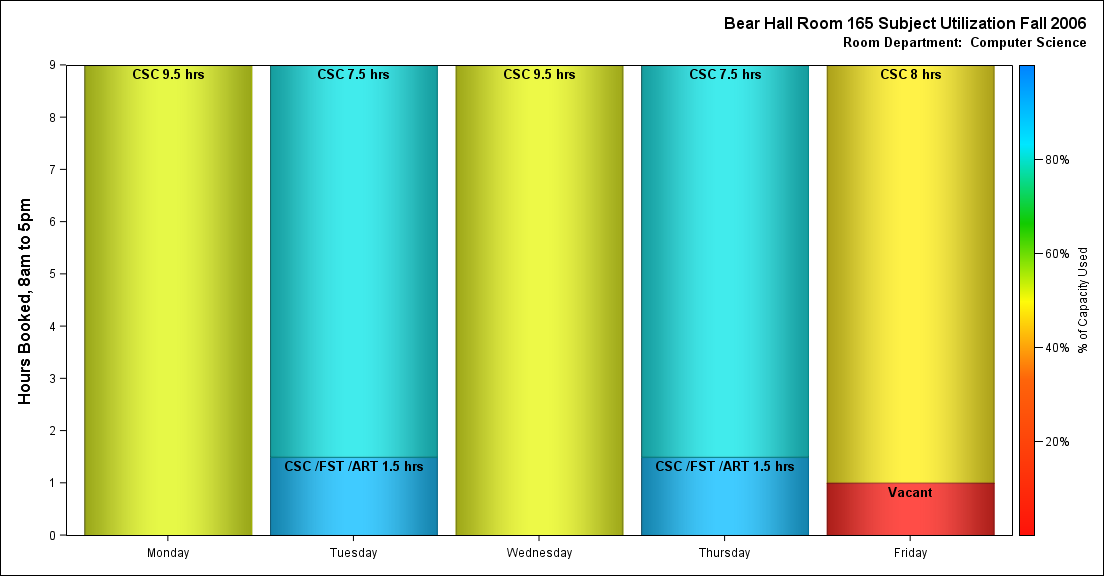 Bear Hall Room 165 Subject Utilization Fall 2006
Room Department:  Computer Science
Hours Booked, 8am to 5pm
9
8
7
6
5
4
3
2
1
0
CSC 9.5 hrs
CSC 7.5 hrs
CSC 9.5 hrs
CSC 7.5 hrs
CSC 8 hrs
CSC /FST /ART 1.5 hrs
CSC /FST /ART 1.5 hrs
Vacant
Monday
Tuesday
Wednesday
Thursday
Friday
80%
60%
40%
20%
% of Capacity Used